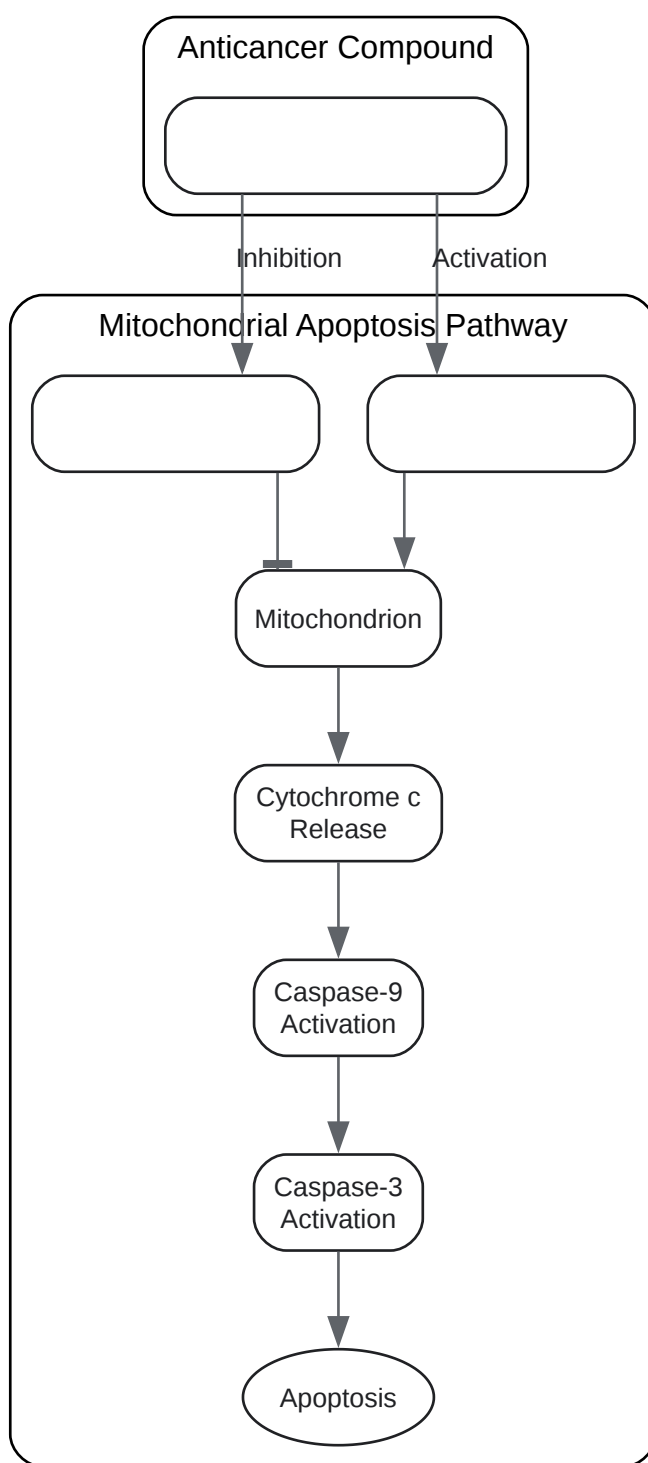 Anticancer Compound
Inhibition
Activation
Mitochondrial Apoptosis Pathway
Mitochondrion
Cytochrome c
Release
Caspase-9
Activation
Caspase-3
Activation
Apoptosis